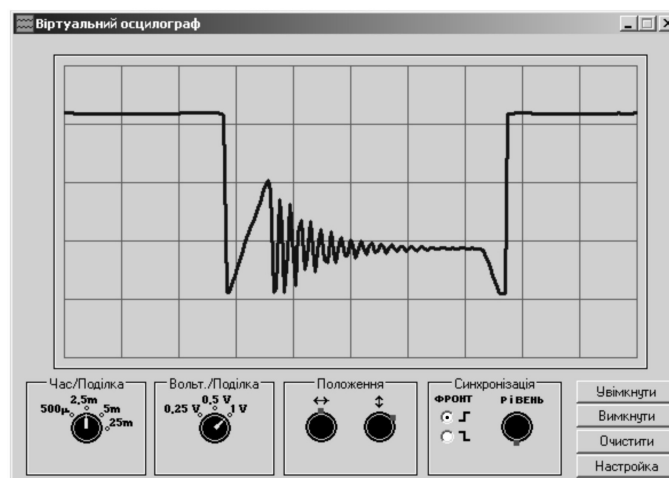 Віртуальний осцилограф
Час/Поділка
2,5m
500µ
5m
25m
Вольт./Поділка
0,5 V
0,25 V
1 V
Положення
Синхронізація
ФРОНТ
РіВЕНЬ
Увімкнути
Вимкнути
Очистити
Настройка